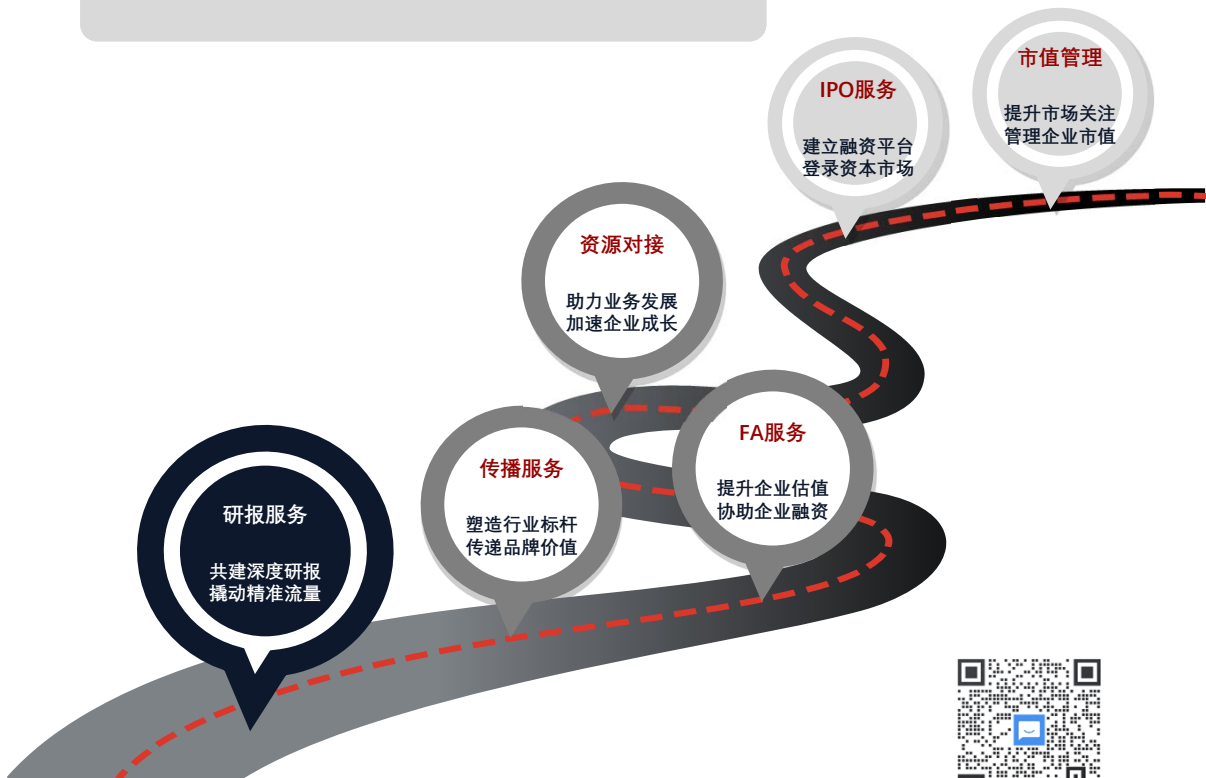 市值管理
提升市场关注
管理企业市值
IPO服务
建立融资平台
登录资本市场
资源对接
助力业务发展
加速企业成长
FA服务
提升企业估值
协助企业融资
传播服务
塑造行业标杆
传递品牌价值
研报服务
共建深度研报
撬动精准流量